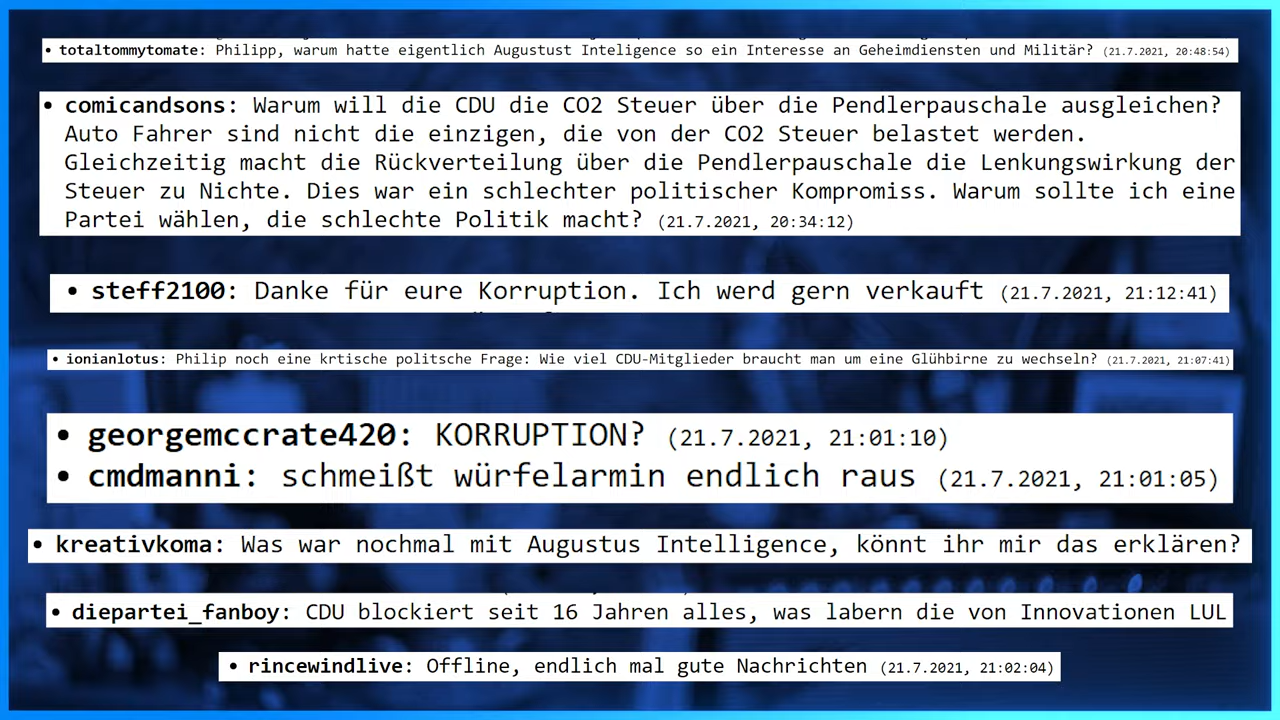 • totaltommytomate: Philipp, warum hatte eigentlich Augustust Inteligence so ein Interesse an Geheimdiensten und Militär? (21.7.2021, 20:48:54)
• comicandsons: Warum will die CDU die CO2 Steuer über die Pendlerpauschale ausgleichen?
Auto Fahrer sind nicht die einzigen, die von der CO2 Steuer belastet werden.
Gleichzeitig macht die Rückverteilung über die Pendlerpauschale die Lenkungswirkung der
Steuer zu Nichte. Dies war ein schlechter politischer Kompromiss. Warum sollte ich eine
Partei wählen, die schlechte Politik macht? (21.7.2021, 20:34:12)
• steff2100: Danke für eure Korruption. Ich werd gern verkauft (21.7.2021, 21:12:41)
• ionianlotus: Philip noch eine krtische politsche Frage: Wie viel CDU-Mitglieder braucht man um eine Glühbirne zu wechseln? (21.7.2021, 21:07:41)
• georgemccrate420: KORRUPTION? (21.7.2021, 21:01:10)
• cmdmanni: schmeißt würfelarmin endlich raus (21.7.2021, 21:01:05)
• kreativkoma: Was war nochmal mit Augustus Intelligence, könnt ihr mir das erklären?
• diepartei_fanboy: CDU blockiert seit 16 Jahren alles, was labern die von Innovationen LUL
• rincewindlive: Offline, endlich mal gute Nachrichten (21.7.2021, 21:02:04)